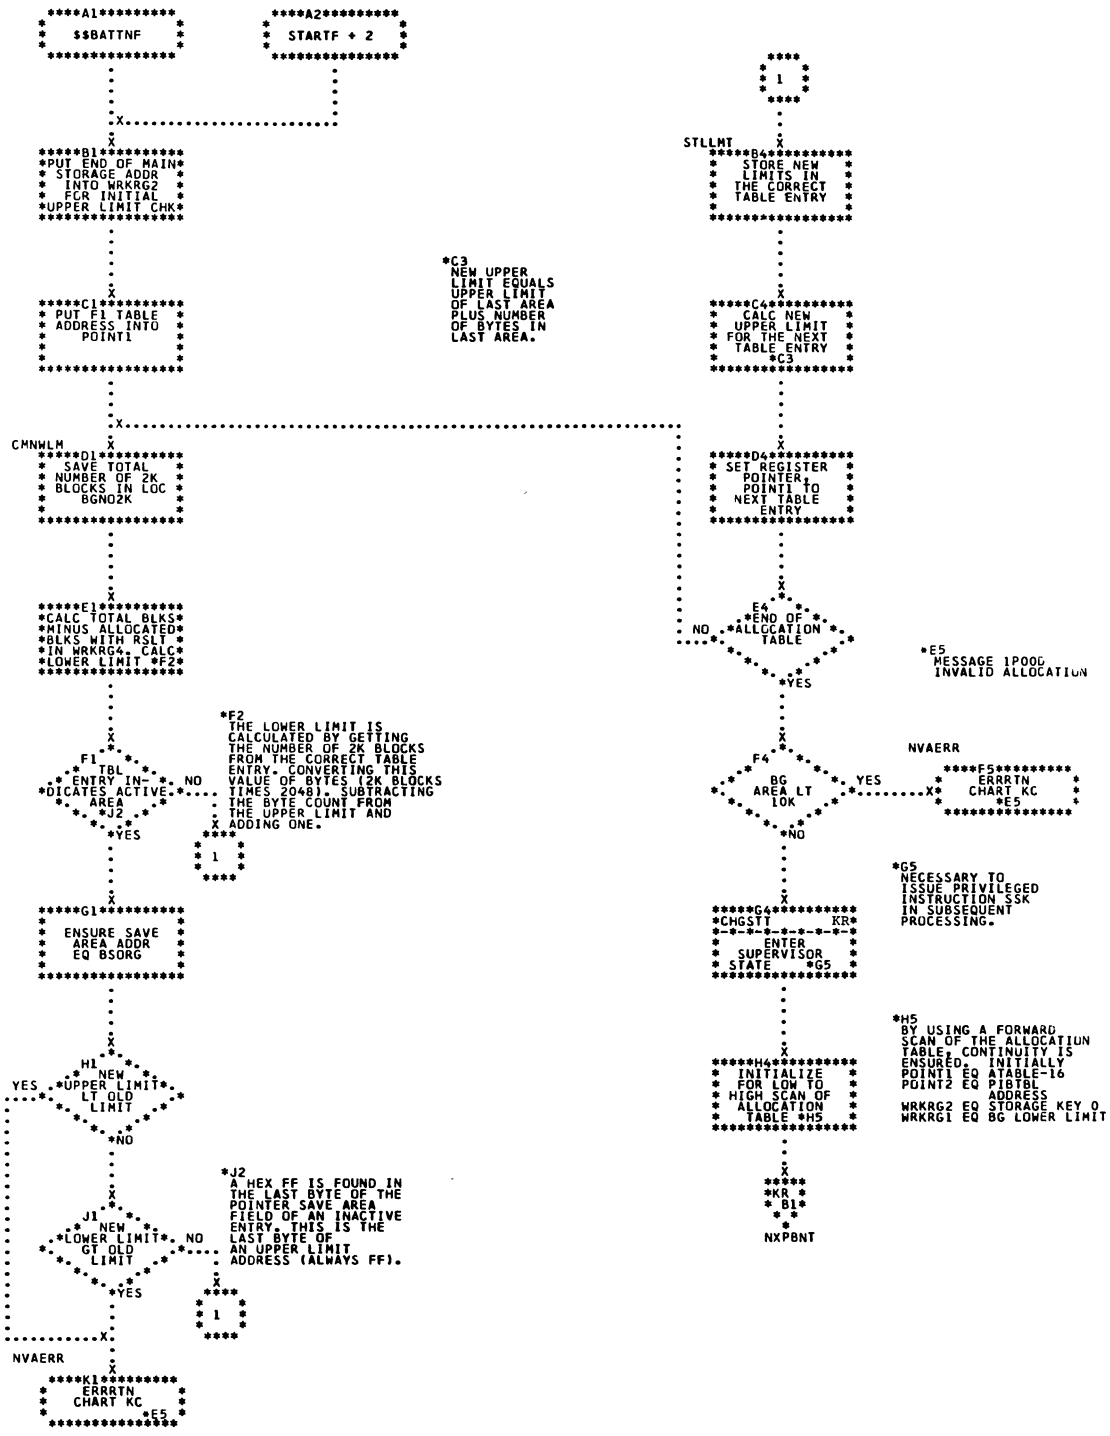 A1
$$BATTNF
A2
STARTF + 2
B1
PUT END OF MAIN
STORAGE ADDR
INTO WRKRG2
FOR INITIAL
UPPER LIMIT CHK
C1
PUT F1 TABLE
ADDRESS INTO
POINT1
CMNWLM
D1
SAVE TOTAL
NUMBER OF 2K
BLOCKS IN LOC
BGNO2K
E1
CALC TOTAL BLKS
MINUS ALLOCATED
BLKS WITH RSLT
IN WRKRG4. CALC
LOWER LIMIT *F2
F1
TBL
ENTRY IN-
DICATES ACTIVE
AREA
*J2
NO
*YES
1
*F2
THE LOWER LIMIT IS
CALCULATED BY GETTING
THE NUMBER OF 2K BLOCKS
FROM THE CORRECT TABLE
ENTRY. CONVERTING THIS
VALUE OF BYTES (2K BLOCKS
TIMES 2048). SUBTRACTING
THE BYTE COUNT FROM
THE UPPER LIMIT AND
ADDING ONE.
G1
ENSURE SAVE
AREA ADDR
EQ BSORG
H1
NEW
UPPER LIMIT
LT OLD
LIMIT
YES
*NO
J1
NEW
LOWER LIMIT
GT OLD
LIMIT
NO
*YES
1
*J2
A HEX FF IS FOUND IN
THE LAST BYTE OF THE
POINTER SAVE AREA
FIELD OF AN INACTIVE
ENTRY. THIS IS THE
LAST BYTE OF
AN UPPER LIMIT
ADDRESS (ALWAYS FF).
NVAERR
K1
ERRRTN
CHART KC
*E5
*C3
NEW UPPER
LIMIT EQUALS
UPPER LIMIT
OF LAST AREA
PLUS NUMBER
OF BYTES IN
LAST AREA.
1
STLLMT
B4
STORE NEW
LIMITS IN
THE CORRECT
TABLE ENTRY
C4
CALC NEW
UPPER LIMIT
FOR THE NEXT
TABLE ENTRY
*C3
D4
SET REGISTER
POINTER,
POINT1 TO
NEXT TABLE
ENTRY
E4
END OF
ALLOCATION
TABLE
NO
*YES
*E5
MESSAGE 1P00D
INVALID ALLOCATION
F4
BG
AREA LT
10K
YES
*NO
NVAERR
F5
ERRRTN
CHART KC
*E5
*G5
NECESSARY TO
ISSUE PRIVILEGED
INSTRUCTION SSK
IN SUBSEQUENT
PROCESSING.
G4
CHGSTT KR
ENTER
SUPERVISOR
STATE *G5
*H5
BY USING A FORWARD
SCAN OF THE ALLOCATION
TABLE, CONTINUITY IS
ENSURED. INITIALLY
POINT1 EQ ATABLE-16
POINT2 EQ PIBTBL
ADDRESS
WRKRG2 EQ STORAGE KEY 0
WRKRG1 EQ BG LOWER LIMIT
H4
INITIALIZE
FOR LOW TO
HIGH SCAN OF
ALLOCATION
TABLE *H5
*KR
B1*
NXPBNT